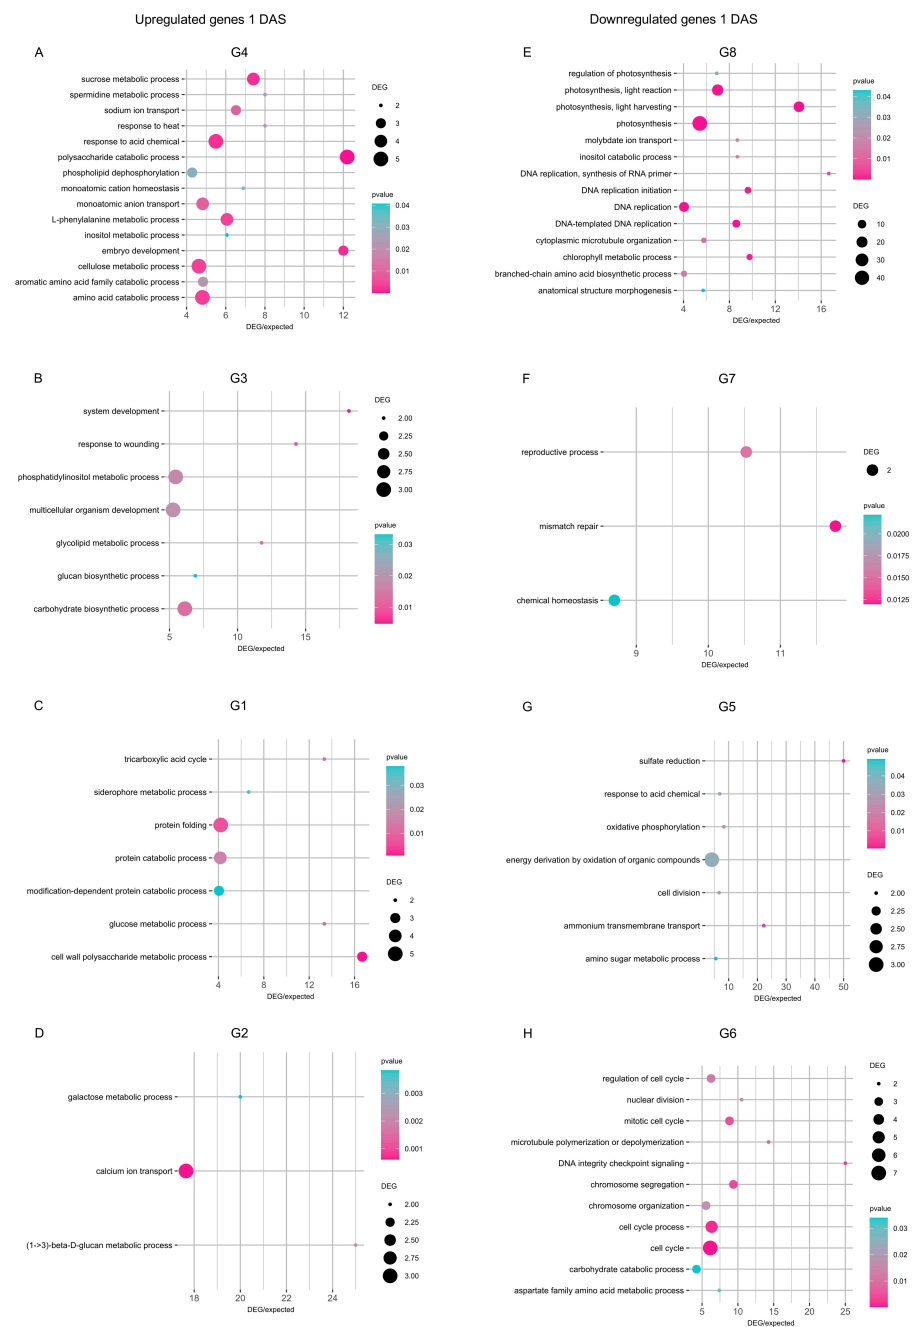 Upregulated genes 1 DAS
Downregulated genes 1 DAS
A
G4
sucrose metabolic process
spermidine metabolic process
sodium ion transport
response to heat
response to acid chemical
polysaccharide catabolic process
phospholipid dephosphorylation
monoatomic cation homeostasis
monoatomic anion transport
L-phenylalanine metabolic process
inositol metabolic process
embryo development
cellulose metabolic process
aromatic amino acid family catabolic process
amino acid catabolic process
4 6 8 10 12
DEG/expected
DEG
2
3
4
5
pvalue
0.04
0.03
0.02
0.01
E
G8
regulation of photosynthesis
photosynthesis, light reaction
photosynthesis, light harvesting
photosynthesis
molybdate ion transport
inositol catabolic process
DNA replication, synthesis of RNA primer
DNA replication initiation
DNA replication
DNA-templated DNA replication
cytoplasmic microtubule organization
chlorophyll metabolic process
branched-chain amino acid biosynthetic process
anatomical structure morphogenesis
4 8 12 16
DEG/expected
pvalue
0.04
0.03
0.02
0.01
DEG
10
20
30
40
B
G3
system development
response to wounding
phosphatidylinositol metabolic process
multicellular organism development
glycolipid metabolic process
glucan biosynthetic process
carbohydrate biosynthetic process
5 10 15
DEG/expected
DEG
2.00
2.25
2.50
2.75
3.00
pvalue
0.03
0.02
0.01
F
G7
reproductive process
mismatch repair
chemical homeostasis
9 10 11
DEG/expected
DEG
2
pvalue
0.0200
0.0175
0.0150
0.0125
C
G1
tricarboxylic acid cycle
siderophore metabolic process
protein folding
protein catabolic process
modification-dependent protein catabolic process
glucose metabolic process
cell wall polysaccharide metabolic process
4 8 12 16
DEG/expected
pvalue
0.03
0.02
0.01
DEG
2
3
4
5
G
G5
sulfate reduction
response to acid chemical
oxidative phosphorylation
energy derivation by oxidation of organic compounds
cell division
ammonium transmembrane transport
amino sugar metabolic process
10 20 30 40 50
DEG/expected
pvalue
0.04
0.03
0.02
0.01
DEG
2.00
2.25
2.50
2.75
3.00
D
G2
galactose metabolic process
calcium ion transport
(1->3)-beta-D-glucan metabolic process
18 20 22 24
DEG/expected
pvalue
0.003
0.002
0.001
DEG
2.00
2.25
2.50
2.75
3.00
H
G6
regulation of cell cycle
nuclear division
mitotic cell cycle
microtubule polymerization or depolymerization
DNA integrity checkpoint signaling
chromosome segregation
chromosome organization
cell cycle process
cell cycle
carbohydrate catabolic process
aspartate family amino acid metabolic process
5 10 15 20 25
DEG/expected
DEG
2
3
4
5
6
7
pvalue
0.03
0.02
0.01